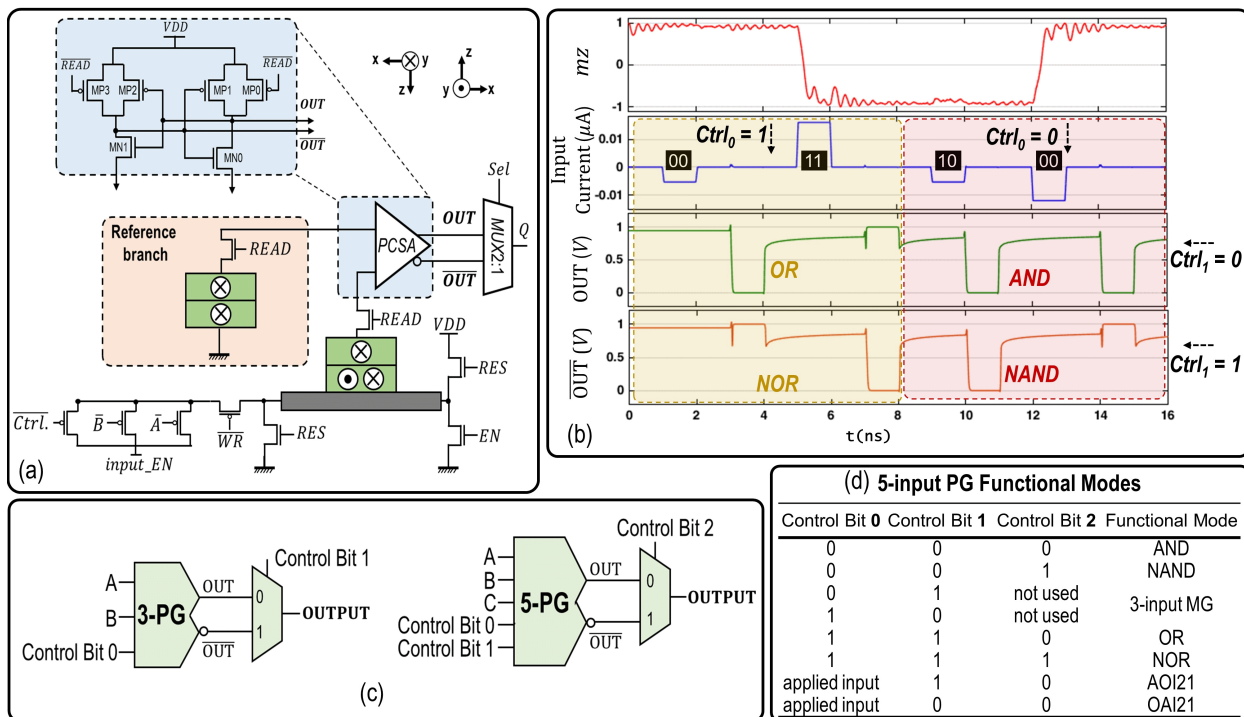 (a)
VDD
READ
READ
MP3
MP2
MP1
MP0
OUT
OUT
MN1
MN0
x
y
z
z
y
x
Sel
Reference
branch
READ
PCSA
OUT
OUT
MUX2:1
Q
READ
VDD
RES
Ctrl.
B
A
WR
RES
EN
input_EN
(b)
mz
1
0
-1
Input
Current (μA)
0.01
0
-0.01
Ctrl0 = 1
Ctrl0 = 0
00
11
10
00
OUT (V)
1
0.5
0
OR
AND
Ctrl1 = 0
OUT (V)
1
0.5
0
NOR
NAND
Ctrl1 = 1
0 2 4 6 8 10 12 14 16
t(ns)
(c)
A
B
Control Bit 0
3-PG
OUT
OUT
Control Bit 1
0
1
OUTPUT
A
B
C
Control Bit 0
Control Bit 1
5-PG
OUT
OUT
Control Bit 2
0
1
OUTPUT
(d) 5-input PG Functional Modes
Control Bit 0 Control Bit 1 Control Bit 2 Functional Mode
0 0 0 AND
0 0 1 NAND
0 1 not used
3-input MG
1 0 not used
1 1 0 OR
1 1 1 NOR
applied input 1 0 AOI21
applied input 0 0 OAI21